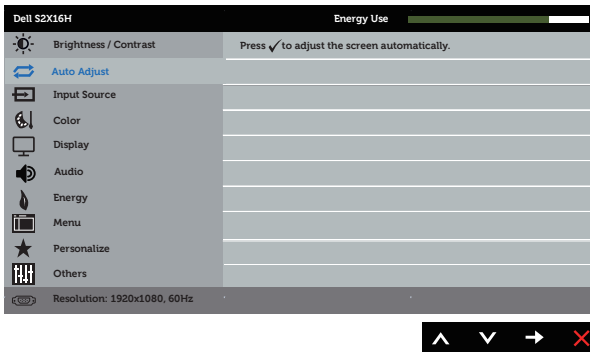 Dell S2X16H Energy Use
Brightness / Contrast Press ✓ to adjust the screen automatically.
Auto Adjust
Input Source
Color
Display
Audio
Energy
Menu
Personalize
Others
Resolution: 1920x1080, 60Hz